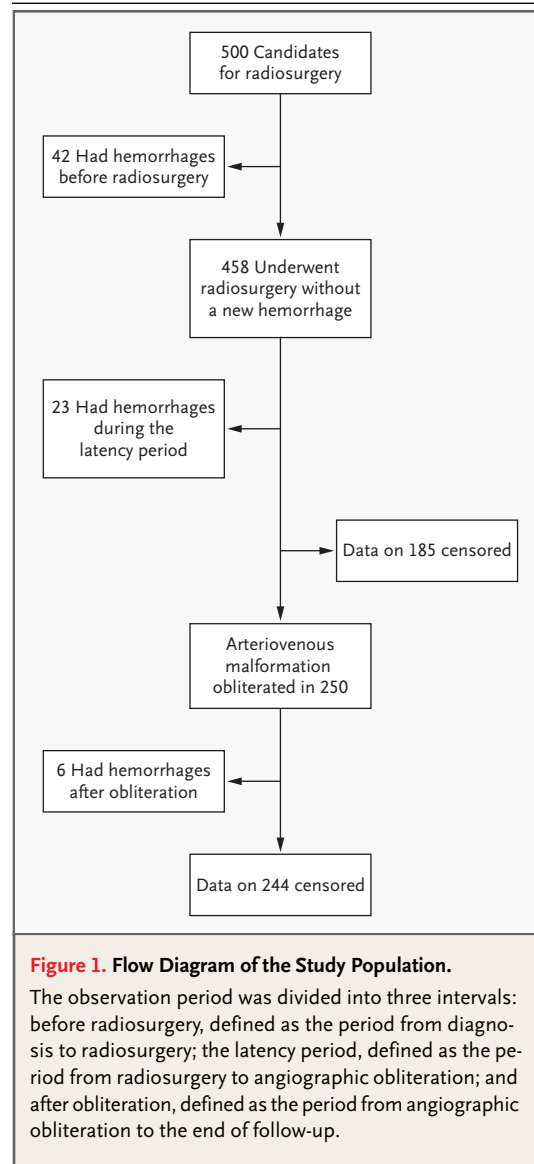 500 Candidates
for radiosurgery
42 Had hemorrhages
before radiosurgery
458 Underwent
radiosurgery without
a new hemorrhage
23 Had hemorrhages
during the
latency period
Data on 185 censored
Arteriovenous
malformation
obliterated in 250
6 Had hemorrhages
after obliteration
Data on 244 censored
Figure 1. Flow Diagram of the Study Population.
The observation period was divided into three intervals:
before radiosurgery, defined as the period from diagno-
sis to radiosurgery; the latency period, defined as the pe-
riod from radiosurgery to angiographic obliteration; and
after obliteration, defined as the period from angiographic
obliteration to the end of follow-up.